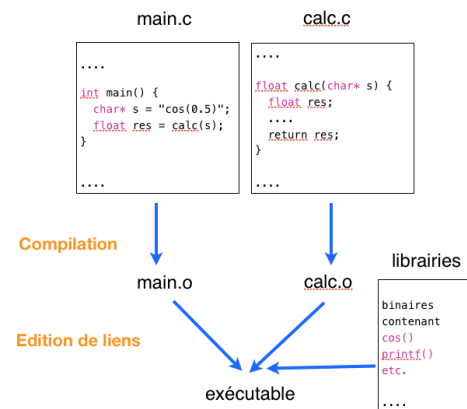 main.c
calc.c
....
int main() {
char* s = "cos(0.5)";
float res = calc(s);
}
....
....
float calc(char* s) {
float res;
....
return res;
}
....
Compilation
main.o
calc.o
librairies
binaires
contenant
cos()
printf()
etc.
....
Edition de liens
exécutable